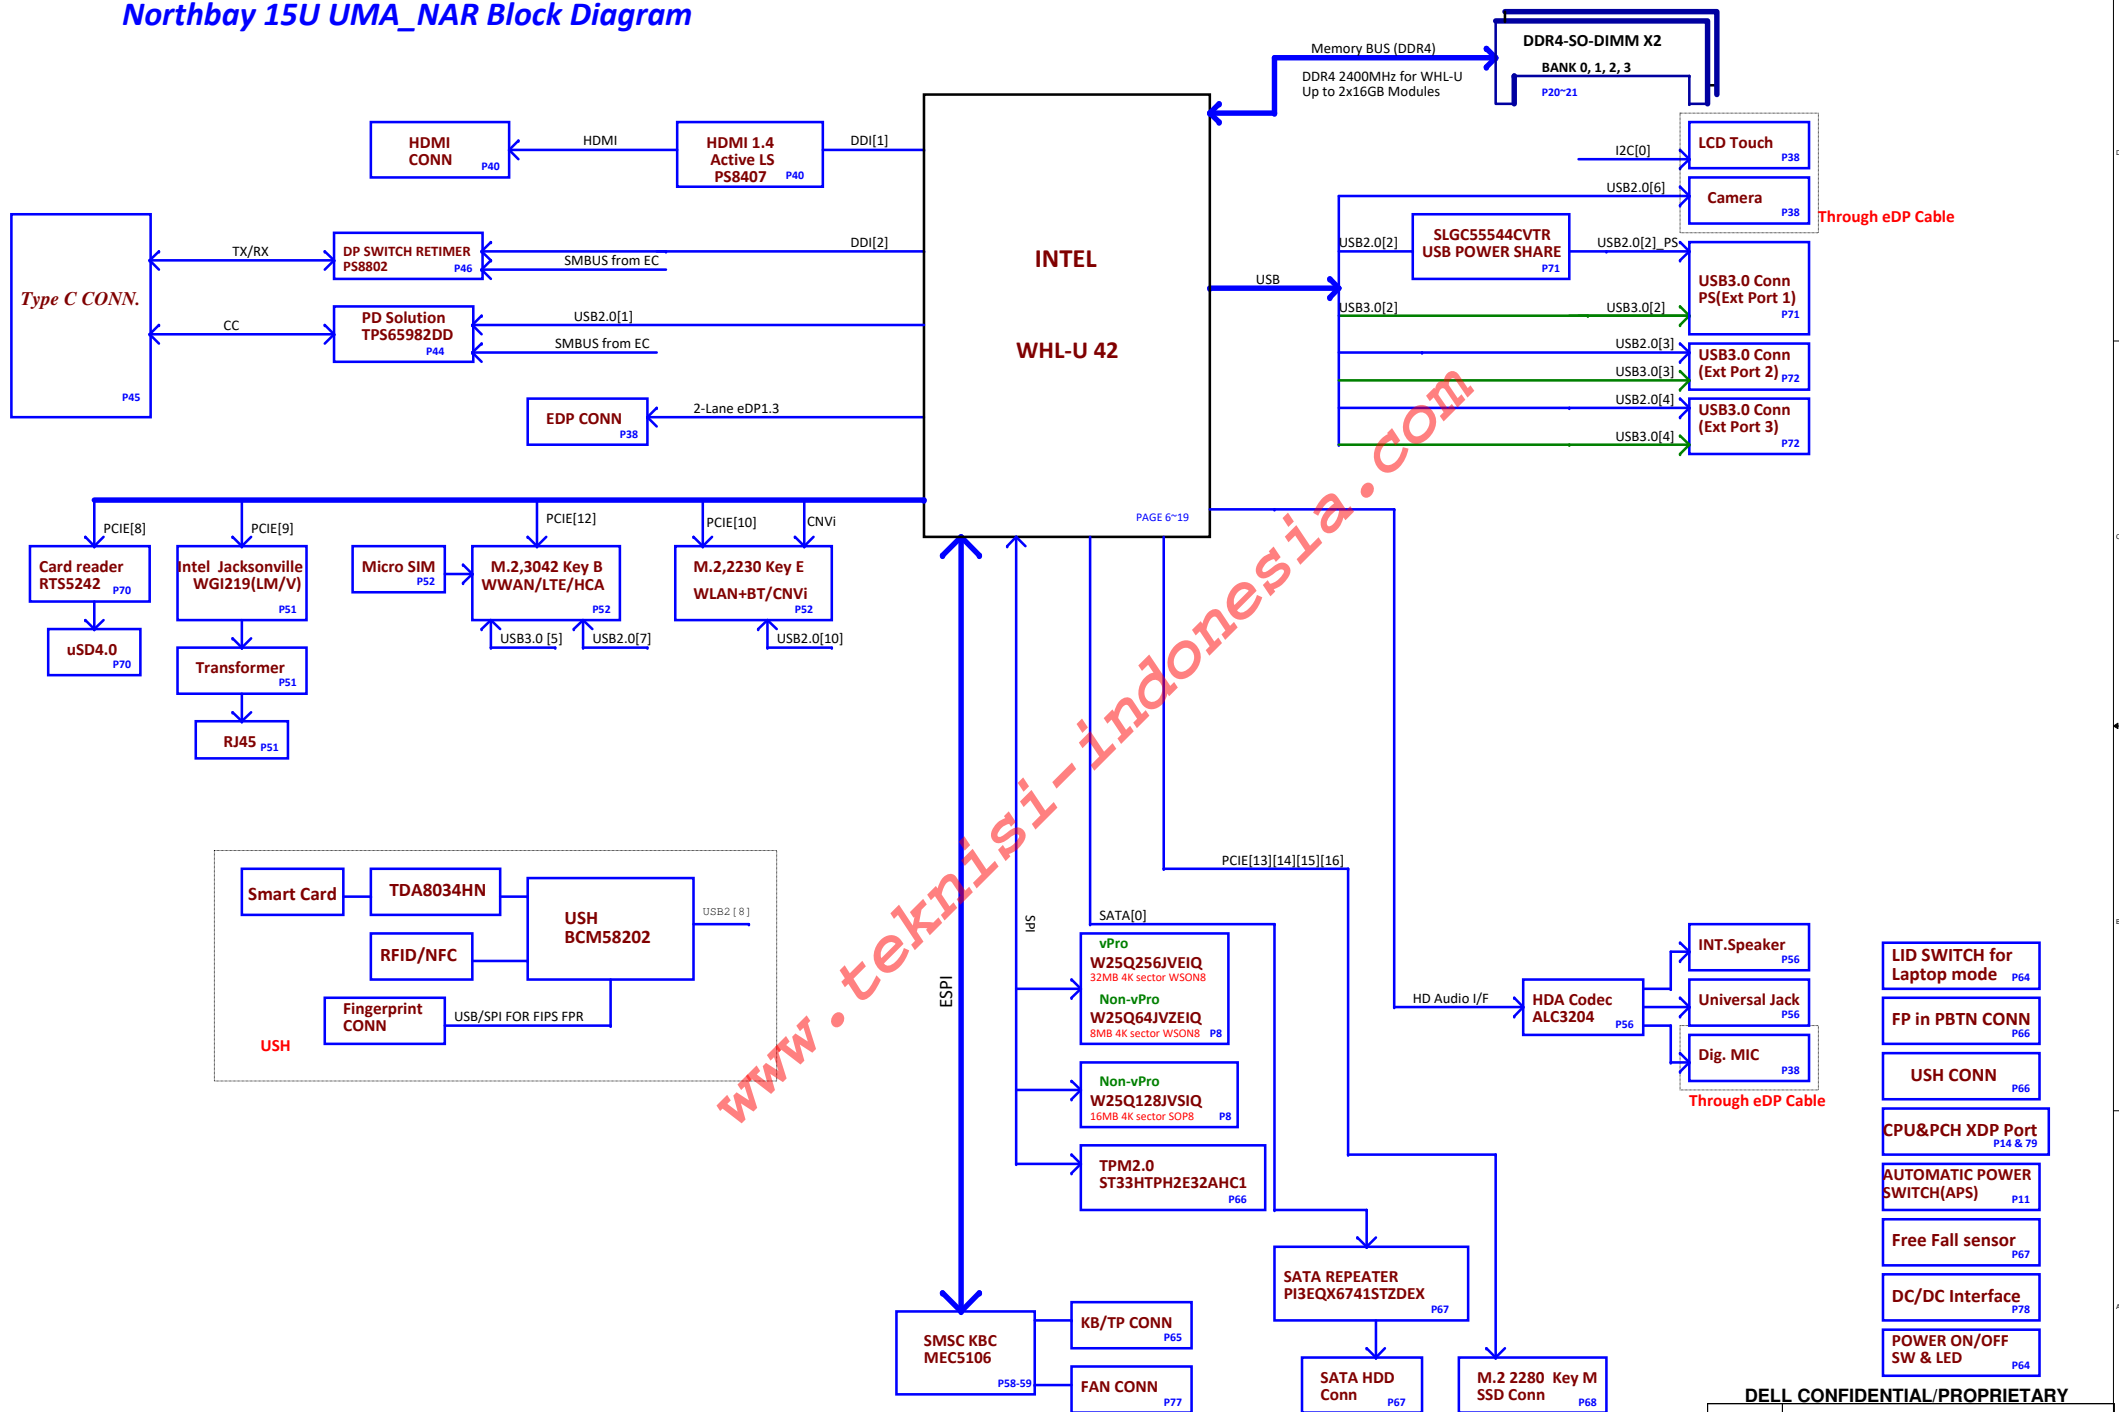 Northbay 15U UMA_NAR Block Diagram
Memory BUS (DDR4)
DDR4 2400MHz for WHL-U
Up to 2x16GB Modules
DDR4-SO-DIMM X2
BANK 0, 1, 2, 3
P20~21
HDMI
CONN
P40
HDMI
HDMI 1.4
Active LS
PS8407
P40
DDI[1]
I2C[0]
LCD Touch
P38
USB2.0[6]
Camera
P38
Through eDP Cable
Type C CONN.
P45
TX/RX
DP SWITCH RETIMER
PS8802
P46
DDI[2]
SMBUS from EC
CC
PD Solution
TPS65982DD
P44
USB2.0[1]
SMBUS from EC
EDP CONN
P38
2-Lane eDP1.3
INTEL
WHL-U 42
PAGE 6~19
USB
USB2.0[2]
SLGC55544CVTR
USB POWER SHARE
P71
USB2.0[2]_PS
USB3.0[2]
USB3.0[2]
USB3.0 Conn
PS(Ext Port 1)
P71
USB2.0[3]
USB3.0[3]
USB3.0 Conn
(Ext Port 2)
P72
USB2.0[4]
USB3.0[4]
USB3.0 Conn
(Ext Port 3)
P72
PCIE[8]
PCIE[9]
PCIE[12]
PCIE[10]
CNVi
Card reader
RTS5242
P70
uSD4.0
P70
Intel Jacksonville
WGI219(LM/V)
P51
Transformer
P51
RJ45
P51
Micro SIM
P52
M.2,3042 Key B
WWAN/LTE/HCA
P52
USB3.0 [5]
USB2.0[7]
M.2,2230 Key E
WLAN+BT/CNVi
P52
USB2.0[10]
Smart Card
TDA8034HN
RFID/NFC
USH
BCM58202
USB2[8]
Fingerprint
CONN
USB/SPI FOR FIPS FPR
USH
ESPI
SPI
SATA[0]
PCIE[13][14][15][16]
vPro
W25Q256JVEIQ
32MB 4K sector WSON8
Non-vPro
W25Q64JVZEIQ
8MB 4K sector WSON8
P8
Non-vPro
W25Q128JVSIQ
16MB 4K sector SOP8
P8
TPM2.0
ST33HTPH2E32AHC1
P66
HD Audio I/F
HDA Codec
ALC3204
P56
INT.Speaker
P56
Universal Jack
P56
Dig. MIC
P38
Through eDP Cable
SATA REPEATER
PI3EQX6741STZDEX
P67
SATA HDD
Conn
P67
M.2 2280 Key M
SSD Conn
P68
SMSC KBC
MEC5106
P58-59
KB/TP CONN
P65
FAN CONN
P77
LID SWITCH for
Laptop mode
P64
FP in PBTN CONN
P66
USH CONN
P66
CPU&PCH XDP Port
P14 & 79
AUTOMATIC POWER
SWITCH(APS)
P11
Free Fall sensor
P67
DC/DC Interface
P78
POWER ON/OFF
SW & LED
P64
DELL CONFIDENTIAL/PROPRIETARY
www.teknisi-indonesia.com